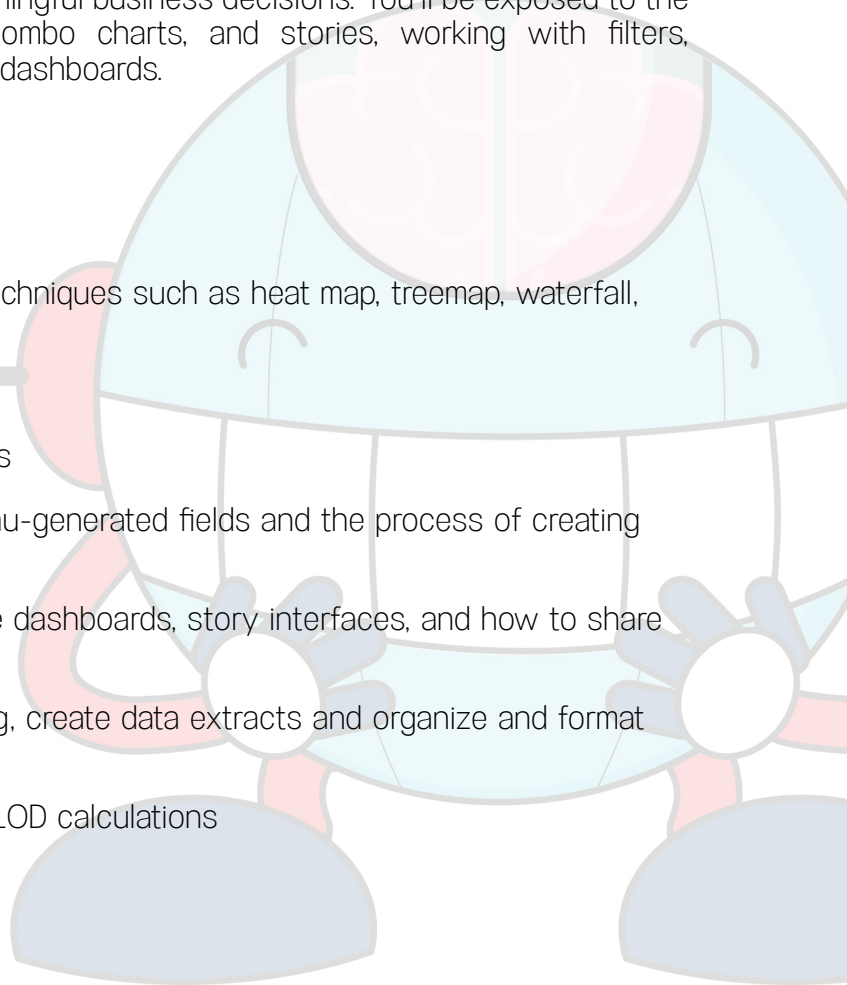 ningful business decisions. You'll be exposed to the
ombo charts, and stories, working with filters,
dashboards.
chniques such as heat map, treemap, waterfall,
s
au-generated fields and the process of creating
e dashboards, story interfaces, and how to share
g, create data extracts and organize and format
LOD calculations